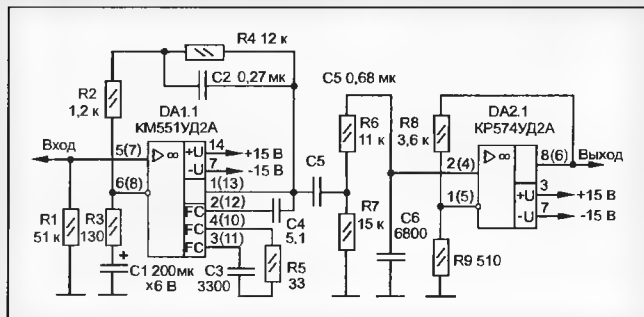 R4 12 к
C2 0,27 мк
R2
1,2 к
DA1.1
КМ551УД2А
C5 0,68 мк
R6
11 к
R8
3,6 к
DA2.1
КР574УД2А
Вход
5(7)
▷ ∞
+U
-U
14
+15 В
7
-15 В
6(8)
1(13)
2(12)
FC
4(10)
FC
3(11)
FC
C4
5.1
C5
R1
51 к
R3
130
C1 200мк
х6 В
+
C3
3300
R5
33
R7
15 к
C6
6800
2(4)
▷ ∞
8(6)
Выход
1(5)
+U
-U
3
+15 В
7
-15 В
R9 510